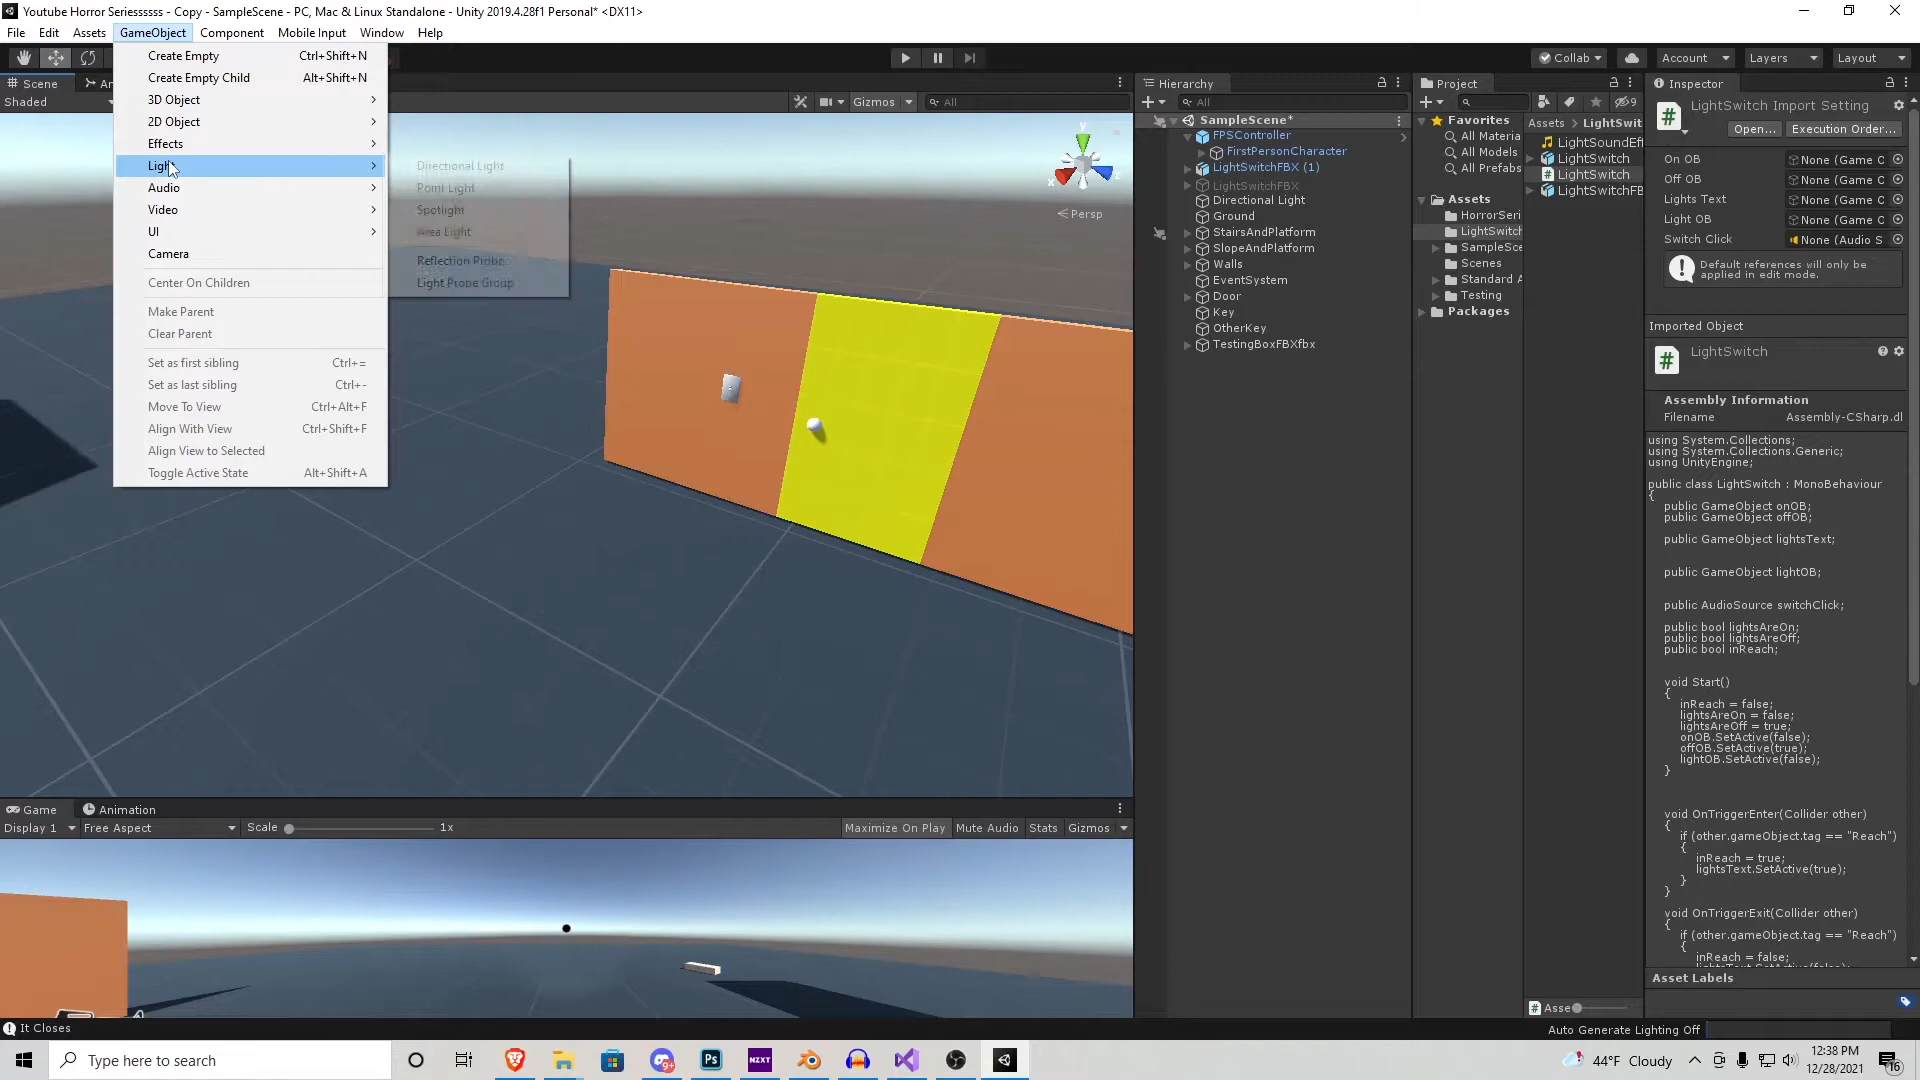 Youtube Horror Seriessssss - Copy - SampleScene - PC, Mac & Linux Standalone - Unity 2019.4.28f1 Personal* <DX11>
File Edit Assets GameObject Component Mobile Input Window Help
Collab Account Layers Layout
Scene
Shaded
Gizmos All
Create Empty Ctrl+Shift+N
Create Empty Child Alt+Shift+N
3D Object
2D Object
Effects
Light
Audio
Video
UI
Camera
Center On Children
Make Parent
Clear Parent
Set as first sibling Ctrl+=
Set as last sibling Ctrl+-
Move To View Ctrl+Alt+F
Align With View Ctrl+Shift+F
Align View to Selected
Toggle Active State Alt+Shift+A
Directional Light
Point Light
Spotlight
Area Light
Reflection Probe
Light Probe Group
y
x
z
Persp
Hierarchy
All
SampleScene*
FPSController
FirstPersonCharacter
LightSwitchFBX (1)
LightSwitchFBX
Directional Light
Ground
StairsAndPlatform
SlopeAndPlatform
Walls
EventSystem
Door
Key
OtherKey
TestingBoxFBXfbx
Project
9
Favorites
All Materia
All Models
All Prefabs
Assets
HorrorSeri
LightSwitch
SampleSce
Scenes
Standard A
Testing
Packages
Assets > LightSwit
LightSoundEff
LightSwitch
LightSwitch
LightSwitchFB
Asse
Inspector
LightSwitch Import Setting
Open... Execution Order...
On OB None (Game O
Off OB None (Game O
Lights Text None (Game O
Light OB None (Game O
Switch Click None (Audio S
Default references will only be
applied in edit mode.
Imported Object
LightSwitch
Assembly Information
Filename Assembly-CSharp.dl
using System.Collections;
using System.Collections.Generic;
using UnityEngine;
public class LightSwitch : MonoBehaviour
{
public GameObject onOB;
public GameObject offOB;
public GameObject lightsText;
public GameObject lightOB;
public AudioSource switchClick;
public bool lightsAreOn;
public bool lightsAreOff;
public bool inReach;
void Start()
{
inReach = false;
lightsAreOn = false;
lightsAreOff = true;
onOB.SetActive(false);
offOB.SetActive(true);
lightOB.SetActive(false);
}
void OnTriggerEnter(Collider other)
{
if (other.gameObject.tag == "Reach")
{
inReach = true;
lightsText.SetActive(true);
}
}
void OnTriggerExit(Collider other)
{
if (other.gameObject.tag == "Reach")
{
inReach = false;
Asset Labels
Game Animation
Display 1 Free Aspect Scale 1x Maximize On Play Mute Audio Stats Gizmos
It Closes
Auto Generate Lighting Off
Type here to search
9+
Ps
NZXT
44°F Cloudy
12:38 PM
12/28/2021
16